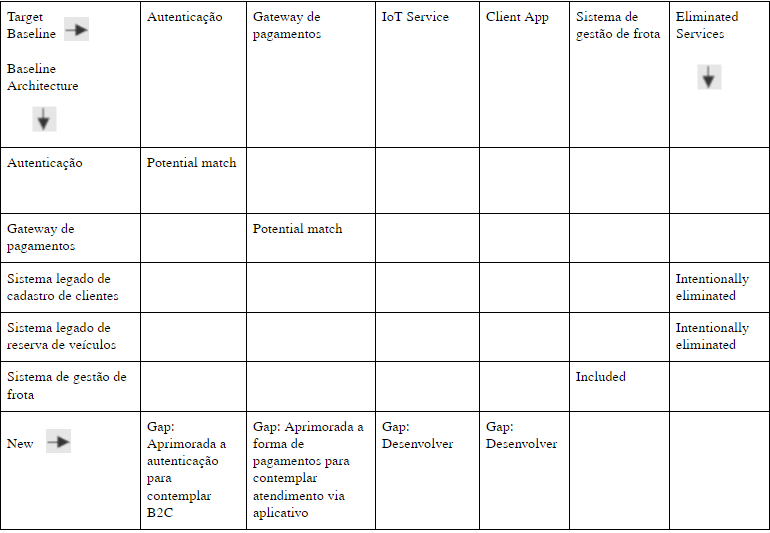 Target
Baseline
Baseline
Architecture
Autenticação
Gateway de
pagamentos
IoT Service
Client App
Sistema de
gestão de frota
Eliminated
Services
Autenticação
Potential match
Gateway de
pagamentos
Potential match
Sistema legado de
cadastro de clientes
Intentionally
eliminated
Sistema legado de
reserva de veículos
Intentionally
eliminated
Sistema de gestão de
frota
Included
New
Gap:
Aprimorada a
autenticação
para
contemplar
B2C
Gap: Aprimorada a
forma de
pagamentos para
contemplar
atendimento via
aplicativo
Gap:
Desenvolver
Gap:
Desenvolver